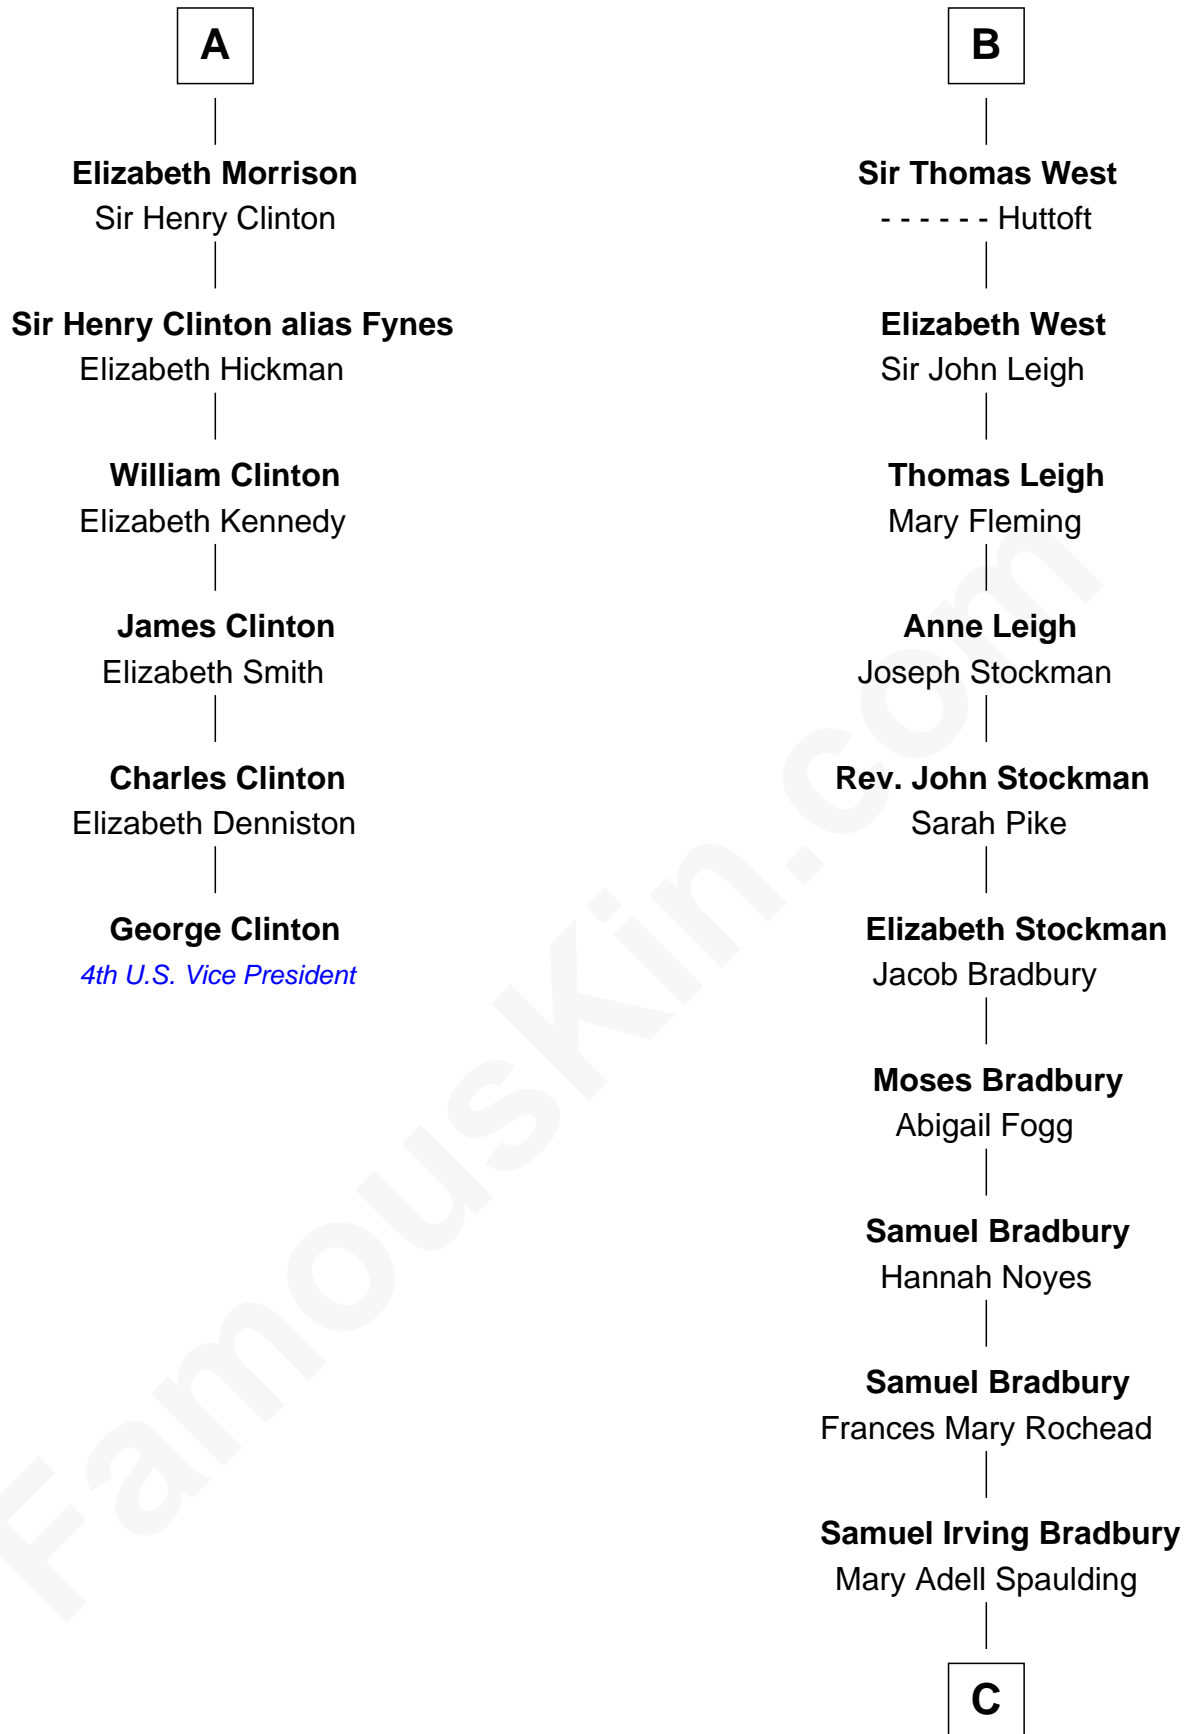 A
Elizabeth Morrison
Sir Henry Clinton
Sir Henry Clinton alias Fynes
Elizabeth Hickman
William Clinton
Elizabeth Kennedy
James Clinton
Elizabeth Smith
Charles Clinton
Elizabeth Denniston
George Clinton
4th U.S. Vice President
B
Sir Thomas West
- - - - - - Huttoft
Elizabeth West
Sir John Leigh
Thomas Leigh
Mary Fleming
Anne Leigh
Joseph Stockman
Rev. John Stockman
Sarah Pike
Elizabeth Stockman
Jacob Bradbury
Moses Bradbury
Abigail Fogg
Samuel Bradbury
Hannah Noyes
Samuel Bradbury
Frances Mary Rochead
Samuel Irving Bradbury
Mary Adell Spaulding
C
FamousKin.com